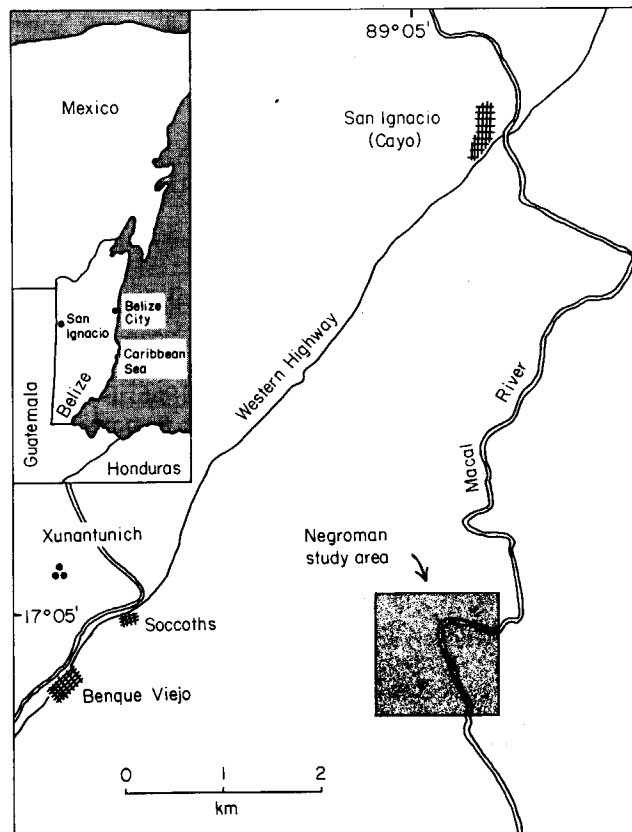 89°05'
Mexico
San Ignacio
(Cayo)
San
Ignacio
Belize
City
Caribbean
Sea
Guatemala
Belize
Honduras
Western Highway
Macal River
Xunantunich
Negroman
study area
17°05'
Soccoths
Benque Viejo
0 1 2
km